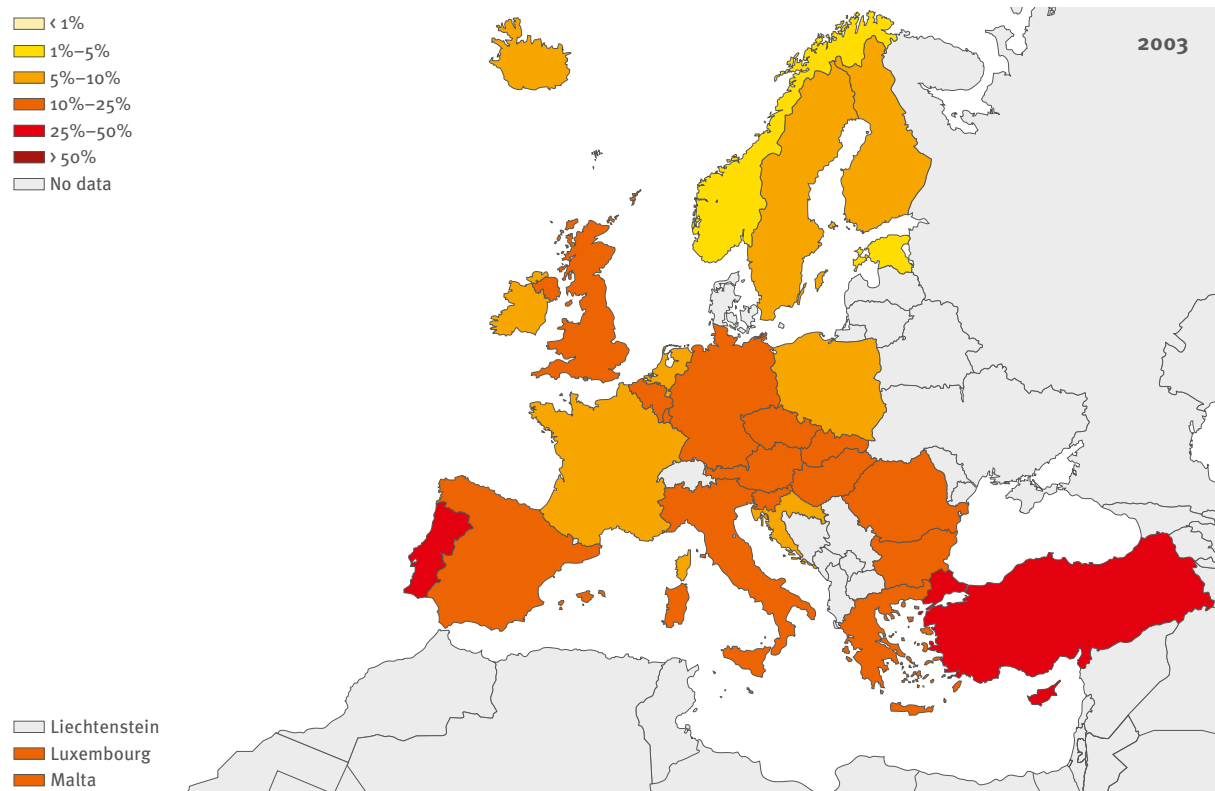 < 1%
1%–5%
5%–10%
10%–25%
25%–50%
> 50%
No data
2003
Liechtenstein
Luxembourg
Malta